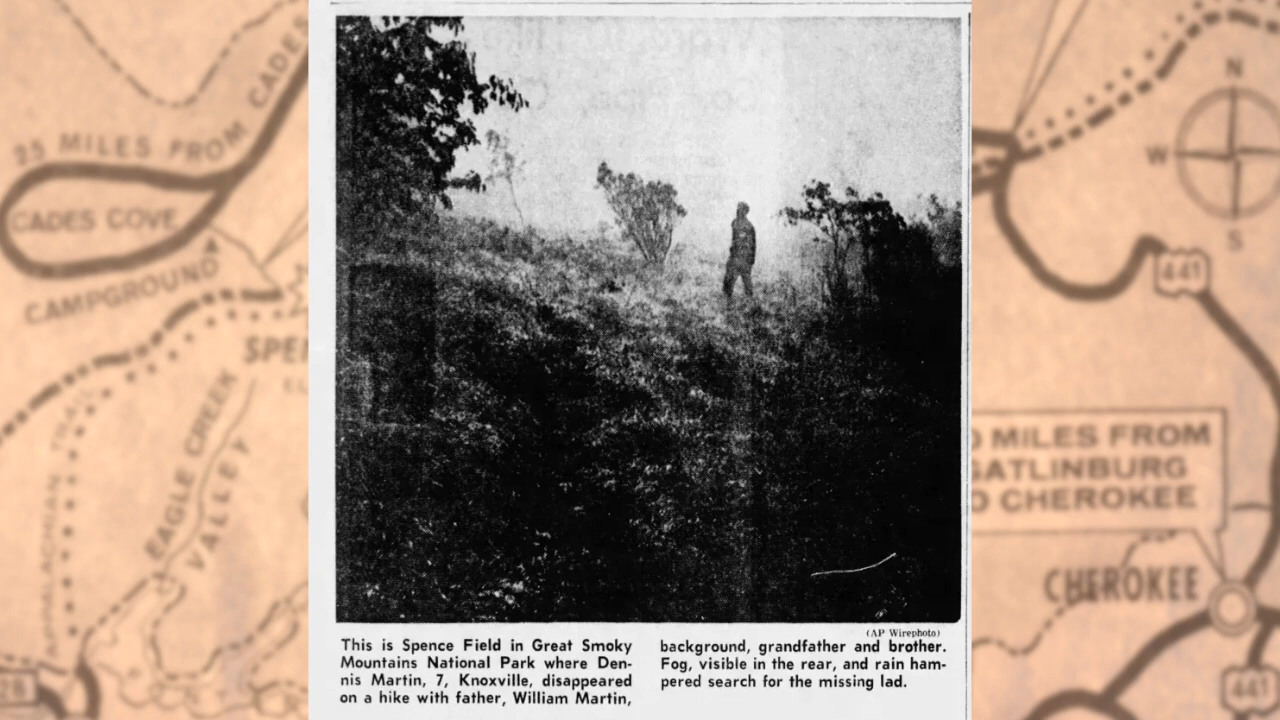 25 MILES FROM CADES
CADES COVE
CAMPGROUND
EAGLE CREEK
VALLEY
N
W
S
441
MILES FROM
GATLINBURG
CHEROKEE
CHEROKEE
441
(AP Wirephoto)
This is Spence Field in Great Smoky
Mountains National Park where Den-
nis Martin, 7, Knoxville, disappeared
on a hike with father, William Martin,
background, grandfather and brother.
Fog, visible in the rear, and rain ham-
pered search for the missing lad.